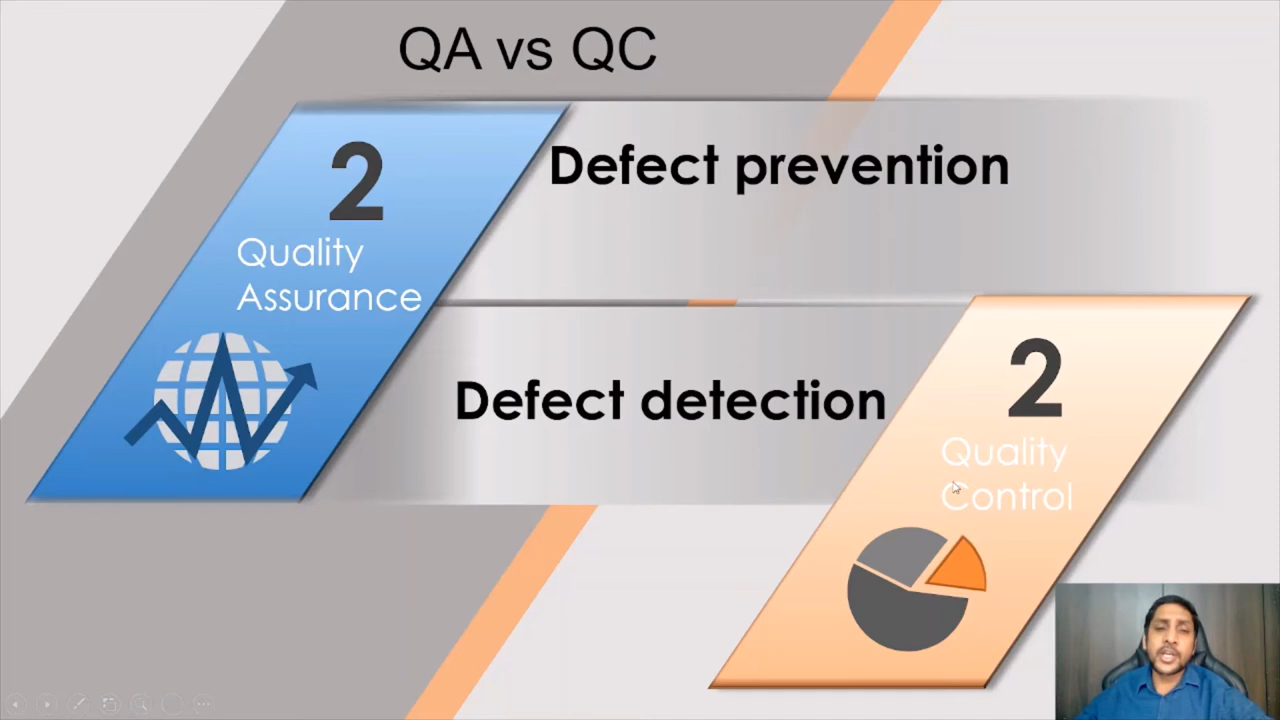 QA vs QC
2
Quality
Assurance
Defect prevention
Defect detection
2
Quality
Control